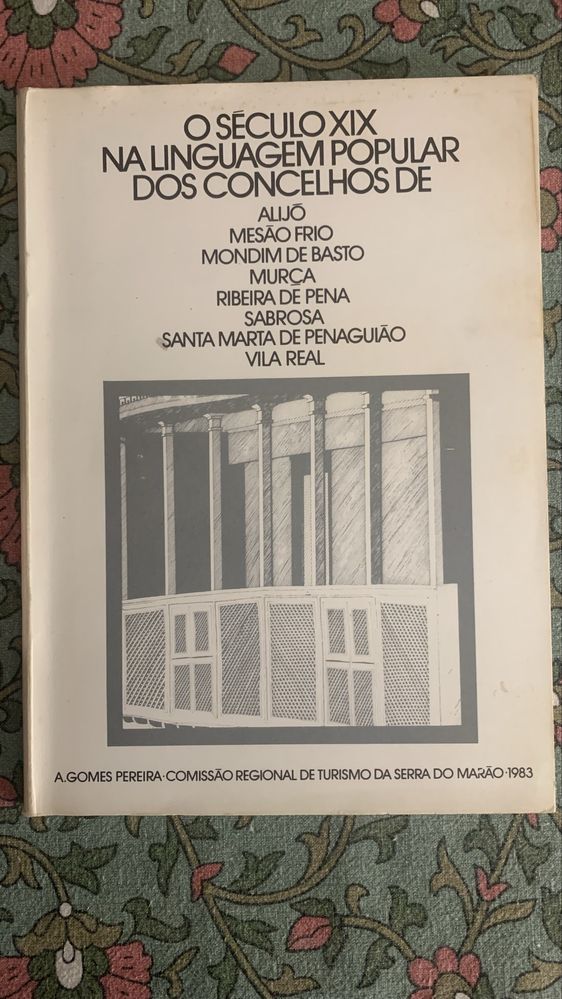 O SÉCULO XIX
NA LINGUAGEM POPULAR
DOS CONCELHOS DE
ALIJÓ
MESÃO FRIO
MONDIM DE BASTO
MURÇA
RIBEIRA DE PENA
SABROSA
SANTA MARTA DE PENAGUIÃO
VILA REAL
A.GOMES PEREIRA·COMISSÃO REGIONAL DE TURISMO DA SERRA DO MARÃO·1983